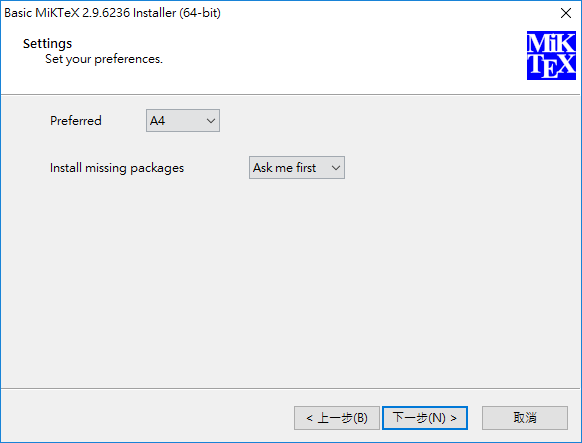 Basic MiKTeX 2.9.6236 Installer (64-bit)
Settings
Set your preferences.
MiK
TEX
Preferred
A4
Install missing packages
Ask me first
< 上一步(B)
下一步(N) >
取消